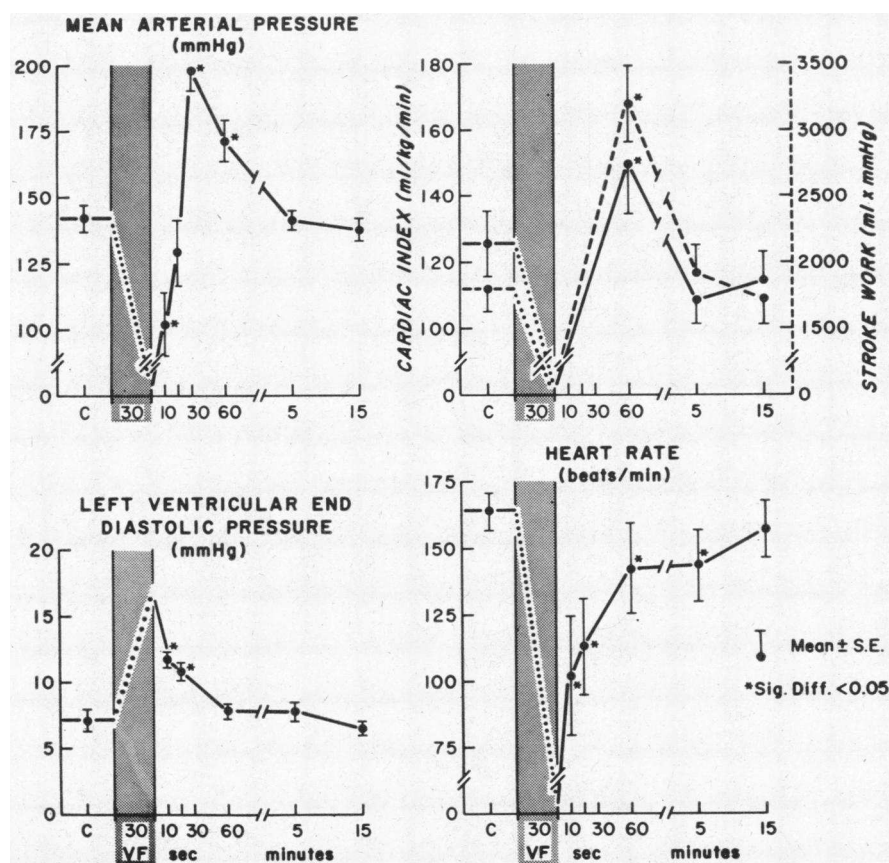 MEAN ARTERIAL PRESSURE
(mmHg)
200
175
150
125
100
0
C 30 10 30 60 5 15
CARDIAC INDEX (ml/kg/min)
180
160
140
120
100
0
C 30 10 30 60 5 15
3500
3000
2500
2000
1500
0
STROKE WORK (ml. x mmHg)
LEFT VENTRICULAR END
DIASTOLIC PRESSURE
(mmHg)
20
15
10
5
0
C 30 10 30 60 5 15
VF sec minutes
HEART RATE
(beats/min)
175
150
125
100
75
0
C 30 10 30 60 5 15
VF sec minutes
Mean ± S.E.
*Sig. Diff. <0.05